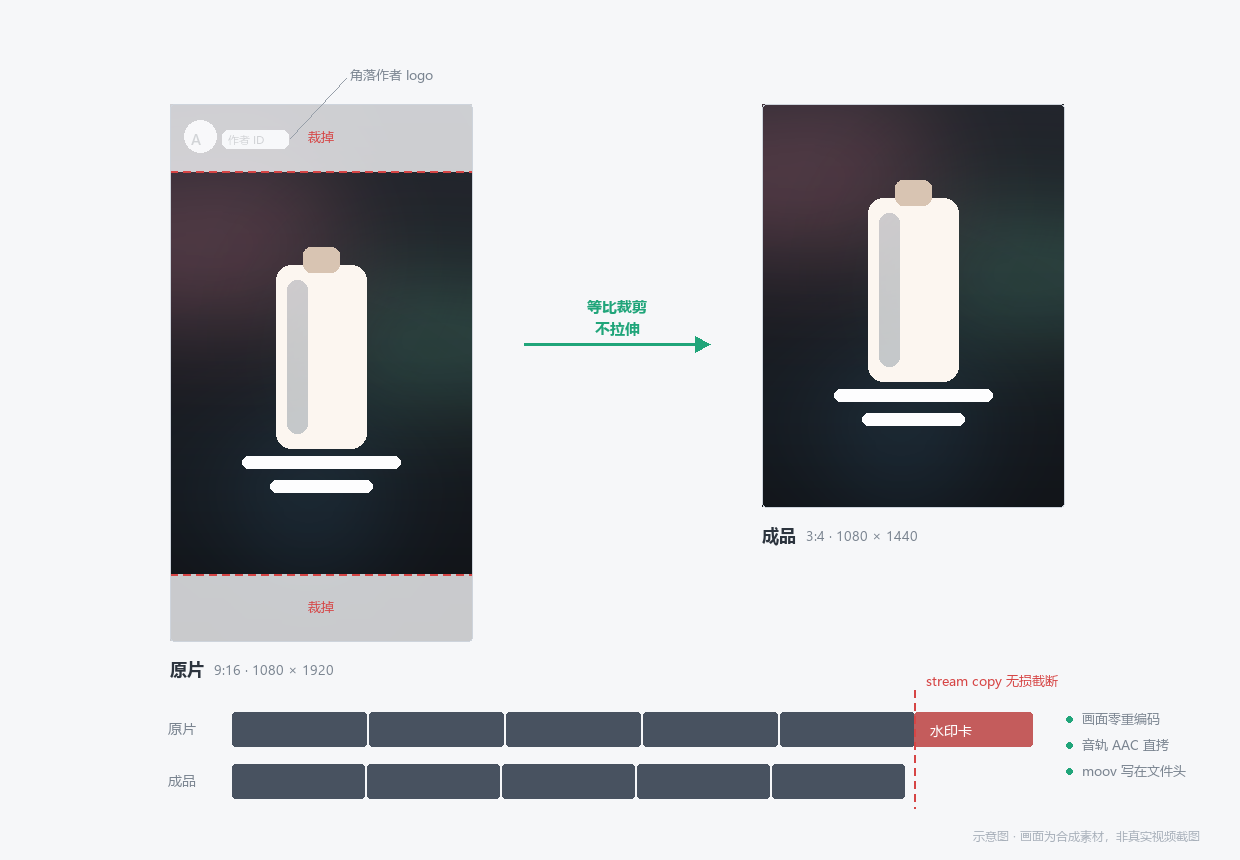 角落作者 logo
A
作者 ID
裁掉
等比裁剪
不拉伸
成品 3:4 · 1080 × 1440
裁掉
原片 9:16 · 1080 × 1920
stream copy 无损截断
原片
水印卡
画面零重编码
音轨 AAC 直拷
成品
moov 写在文件头
示意图 · 画面为合成素材，非真实视频截图